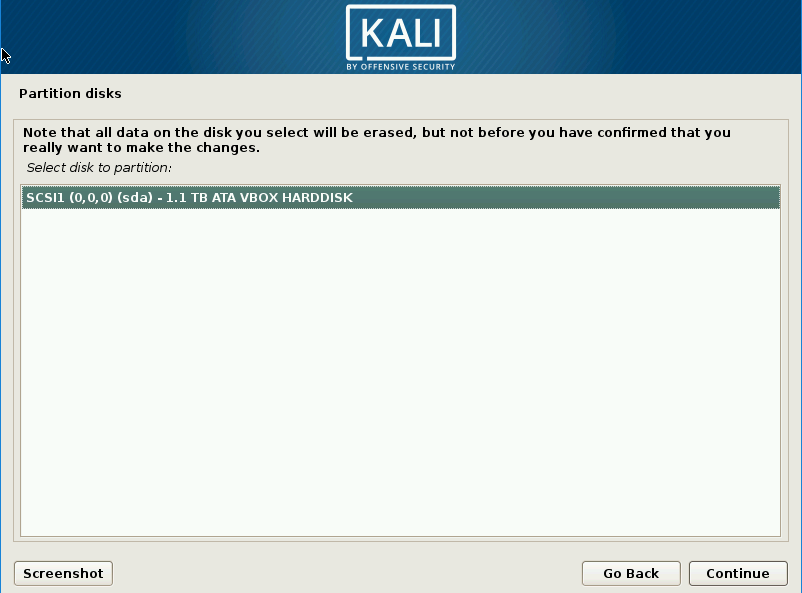 KALI
BY OFFENSIVE SECURITY
Partition disks
Note that all data on the disk you select will be erased, but not before you have confirmed that you
really want to make the changes.
Select disk to partition:
SCSI1 (0,0,0) (sda) - 1.1 TB ATA VBOX HARDDISK
Screenshot
Go Back
Continue